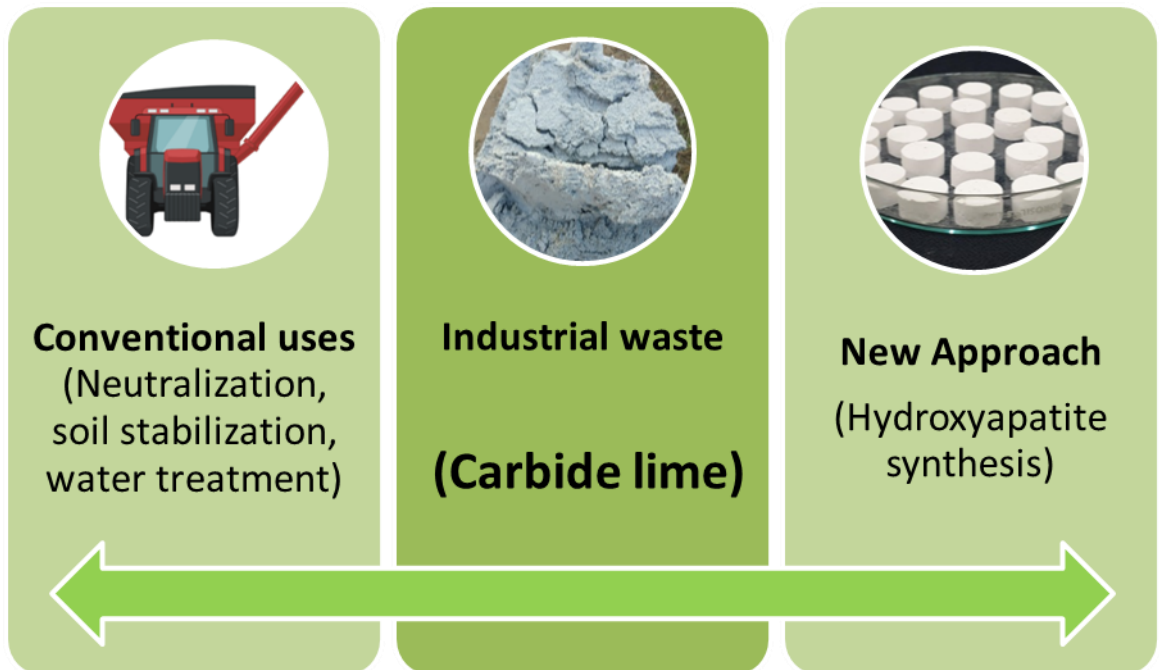 Conventional uses
(Neutralization,
soil stabilization,
water treatment)
Industrial waste
(Carbide lime)
New Approach
(Hydroxyapatite
synthesis)